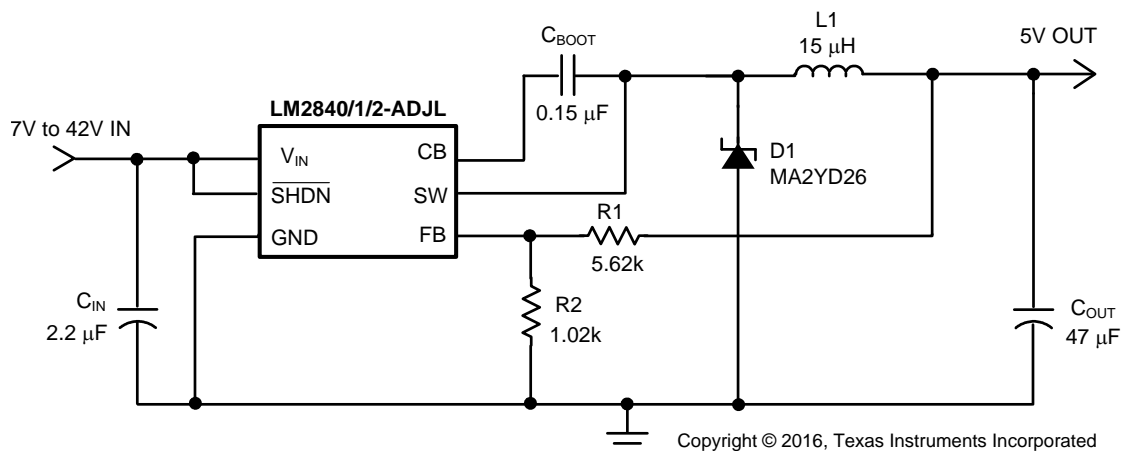 L1
15 μH
5V OUT
CBOOT
0.15 μF
LM2840/1/2-ADJL
7V to 42V IN
VIN
CB
SHDN
SW
GND
FB
D1
MA2YD26
R1
5.62k
R2
1.02k
CIN
2.2 μF
COUT
47 μF
Copyright © 2016, Texas Instruments Incorporated